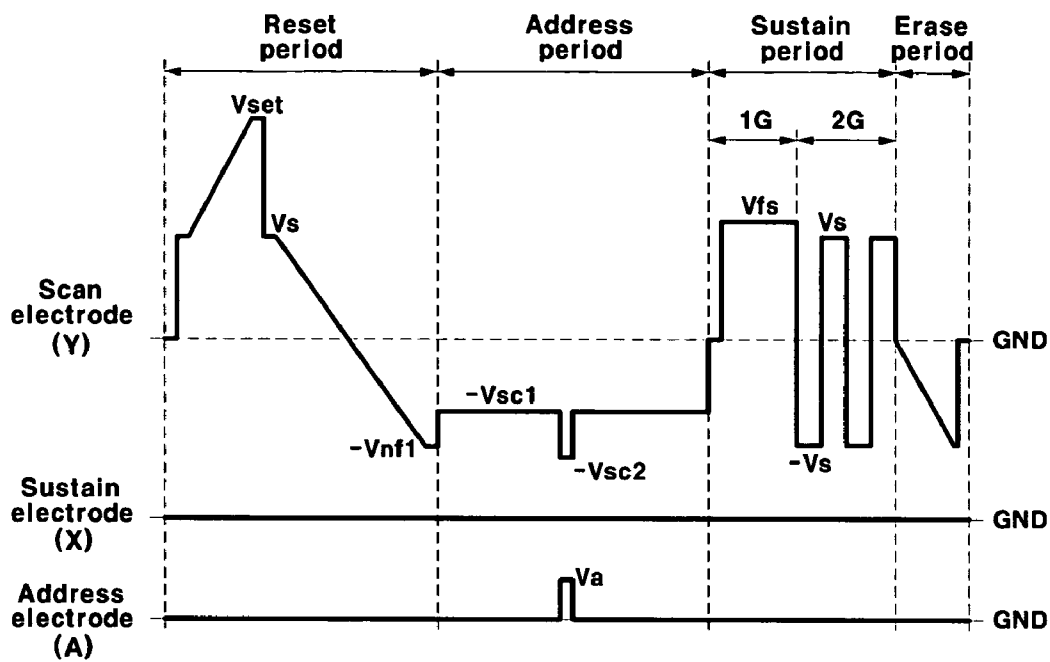 Reset
period
Address
period
Sustain
period
Erase
period
1G
2G
Vset
Vs
Vfs
Vs
Scan
electrode
(Y)
GND
-Vsc1
-Vnf1
-Vsc2
-Vs
Sustain
electrode
(X)
GND
Va
Address
electrode
(A)
GND